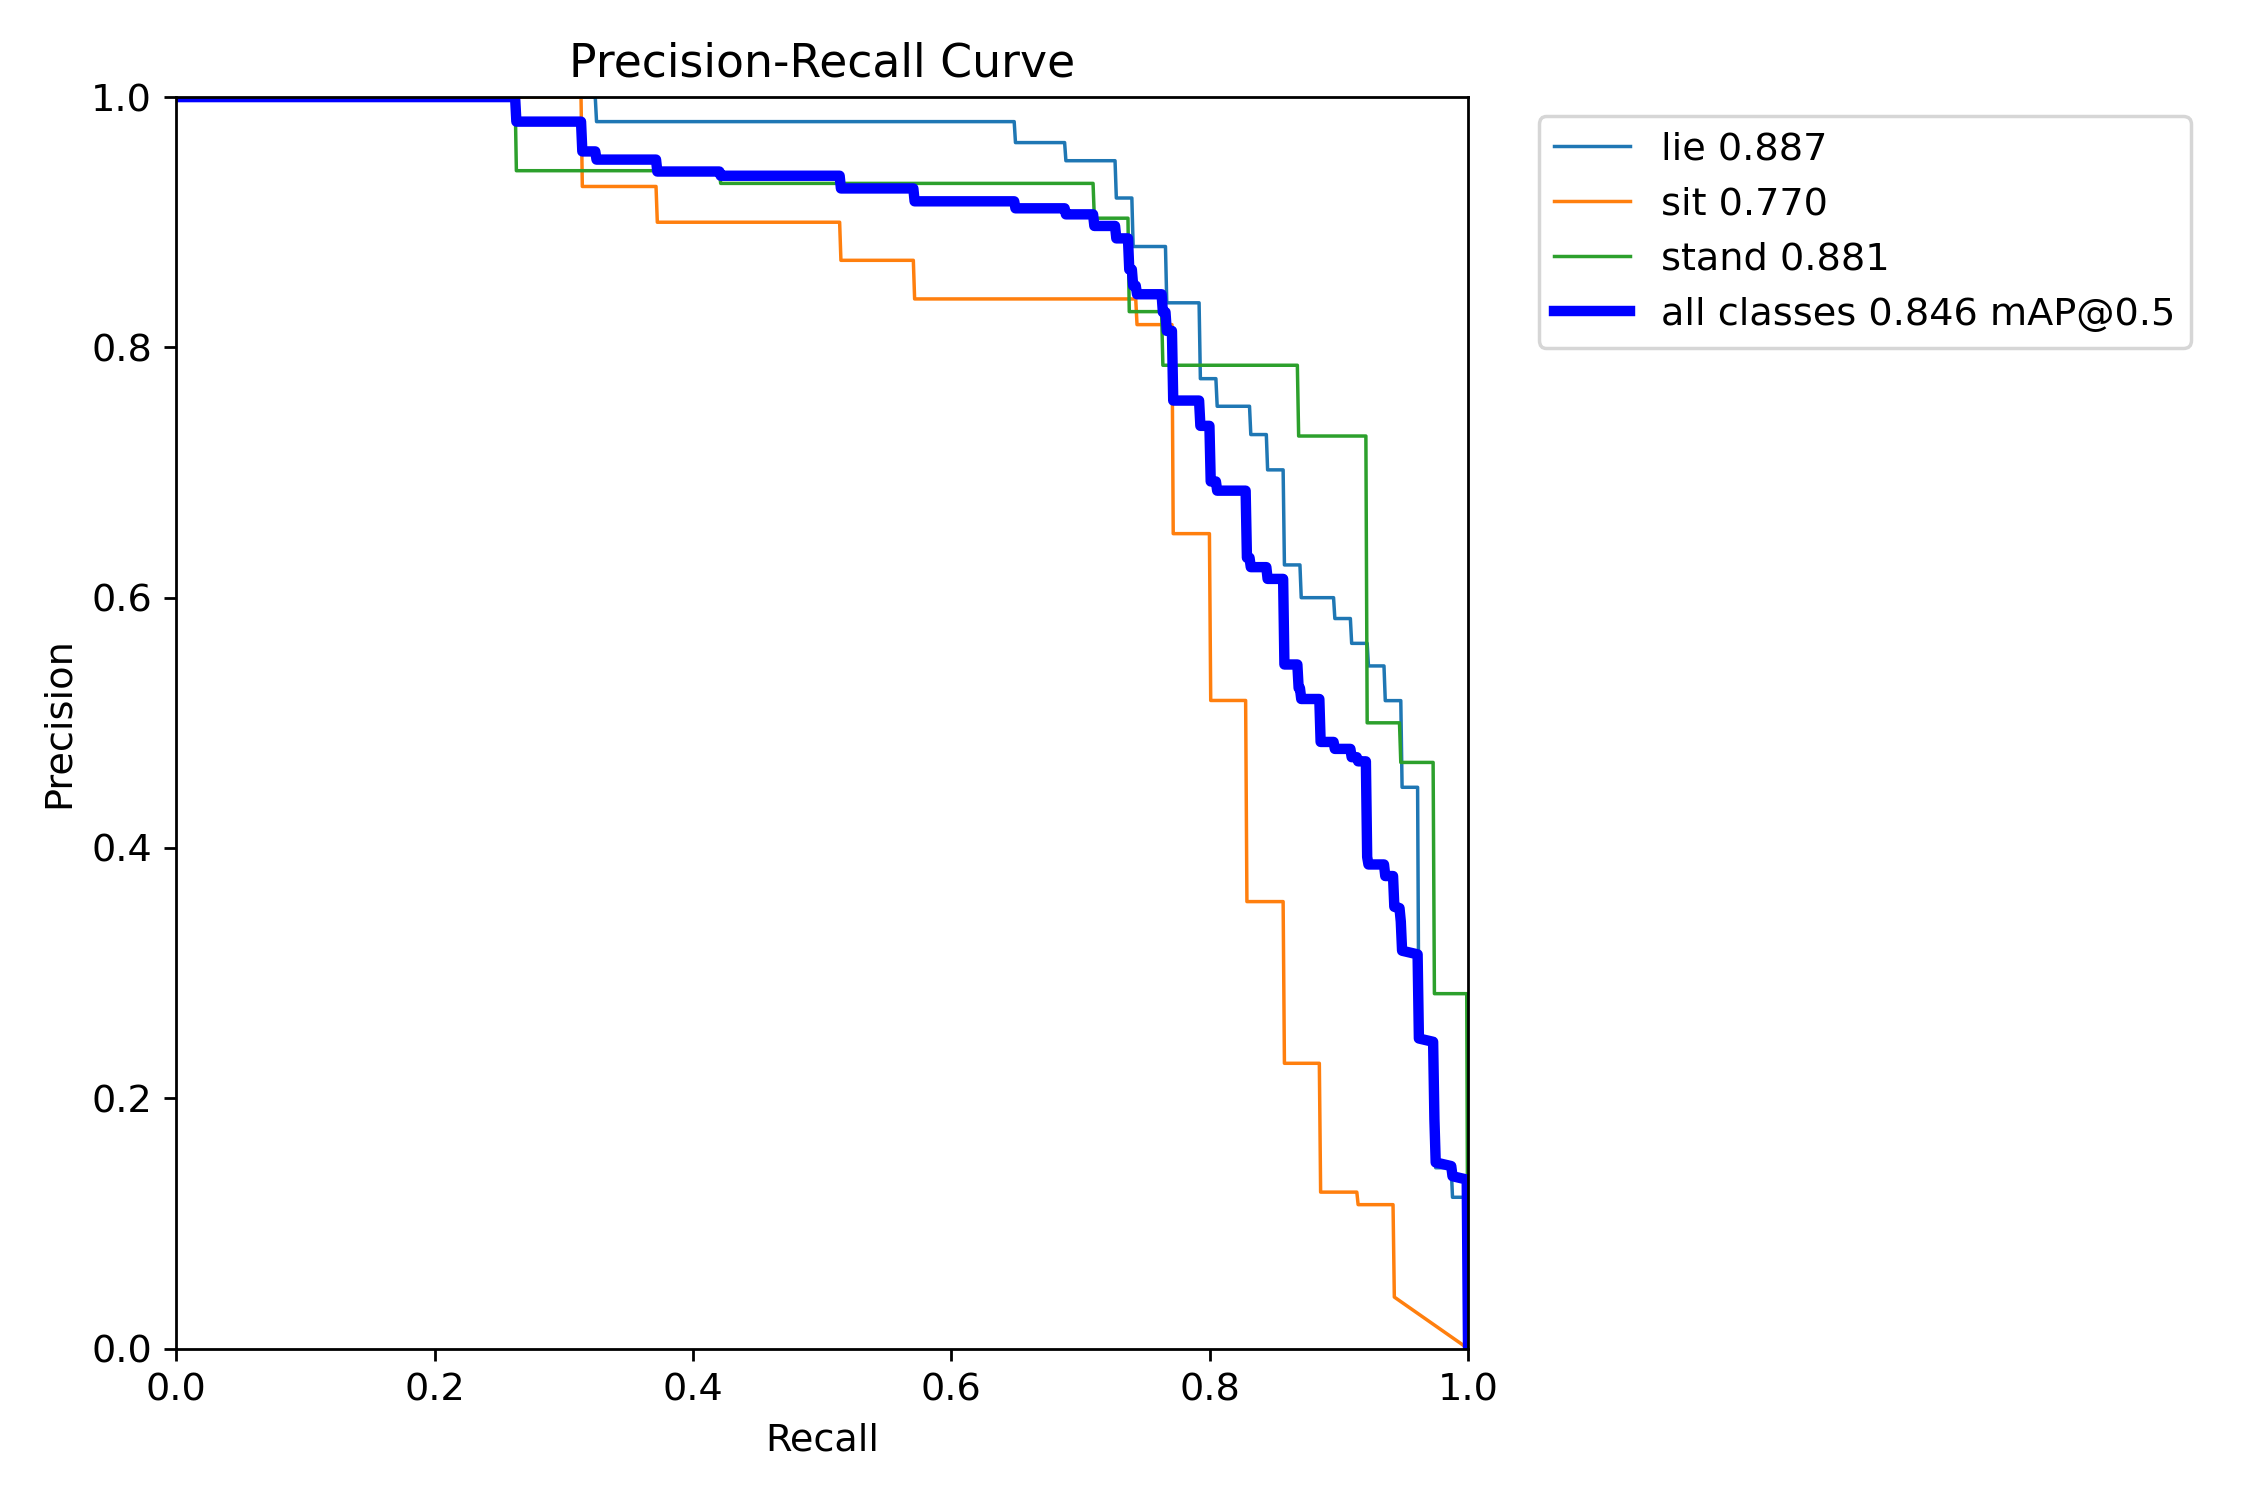 Precision-Recall Curve
1.0
0.8
0.6
0.4
0.2
0.0
Precision
0.0 0.2 0.4 0.6 0.8 1.0
Recall
lie 0.887
sit 0.770
stand 0.881
all classes 0.846 mAP@0.5